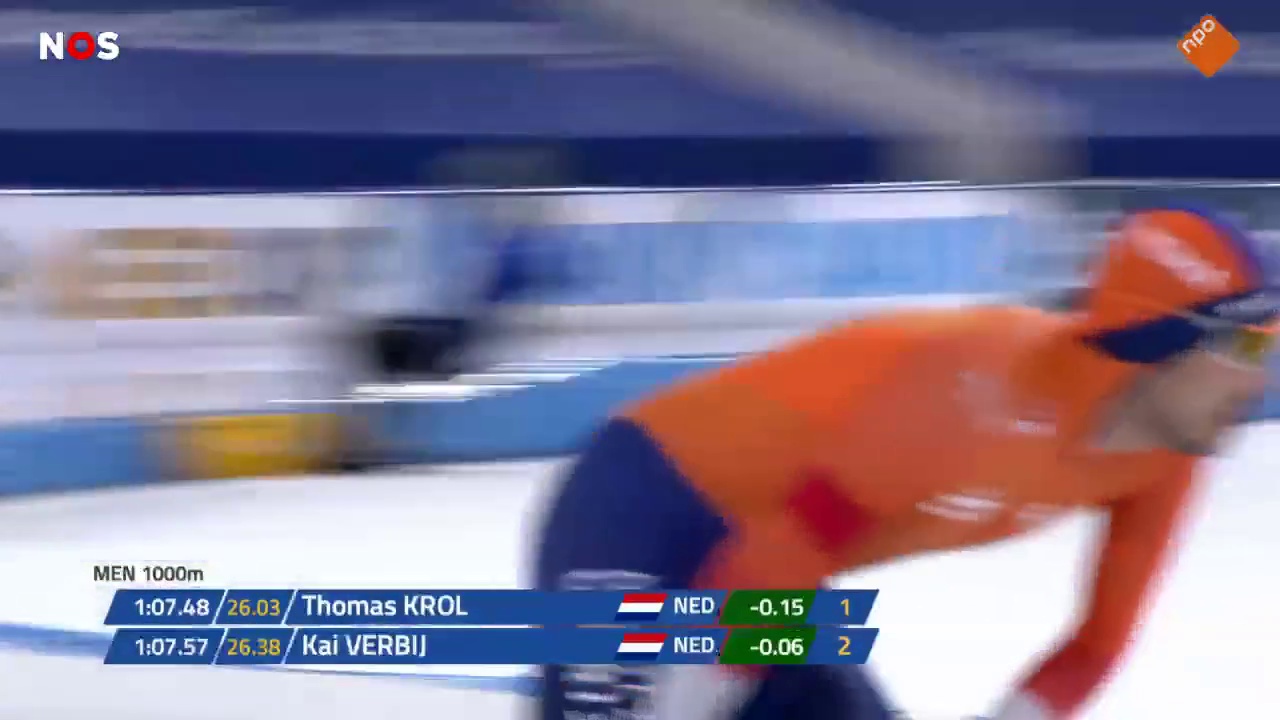 NOS
npo
MEN 1000m
1:07.48 26.03 Thomas KROL NED -0.15 1
1:07.57 26.38 Kai VERBIJ NED -0.06 2